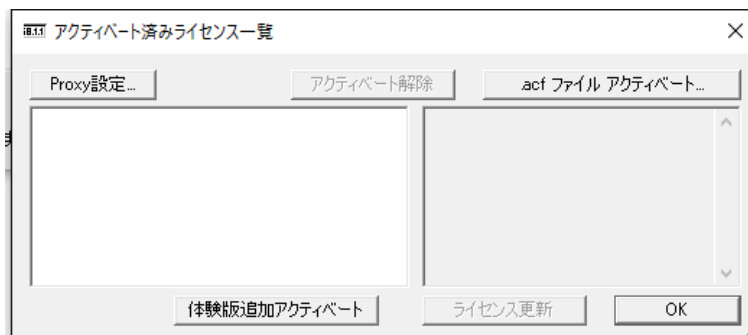 アクティベート済みライセンス一覧
Proxy設定...
アクティベート解除
.acf ファイル アクティベート...
体験版追加アクティベート
ライセンス更新
OK